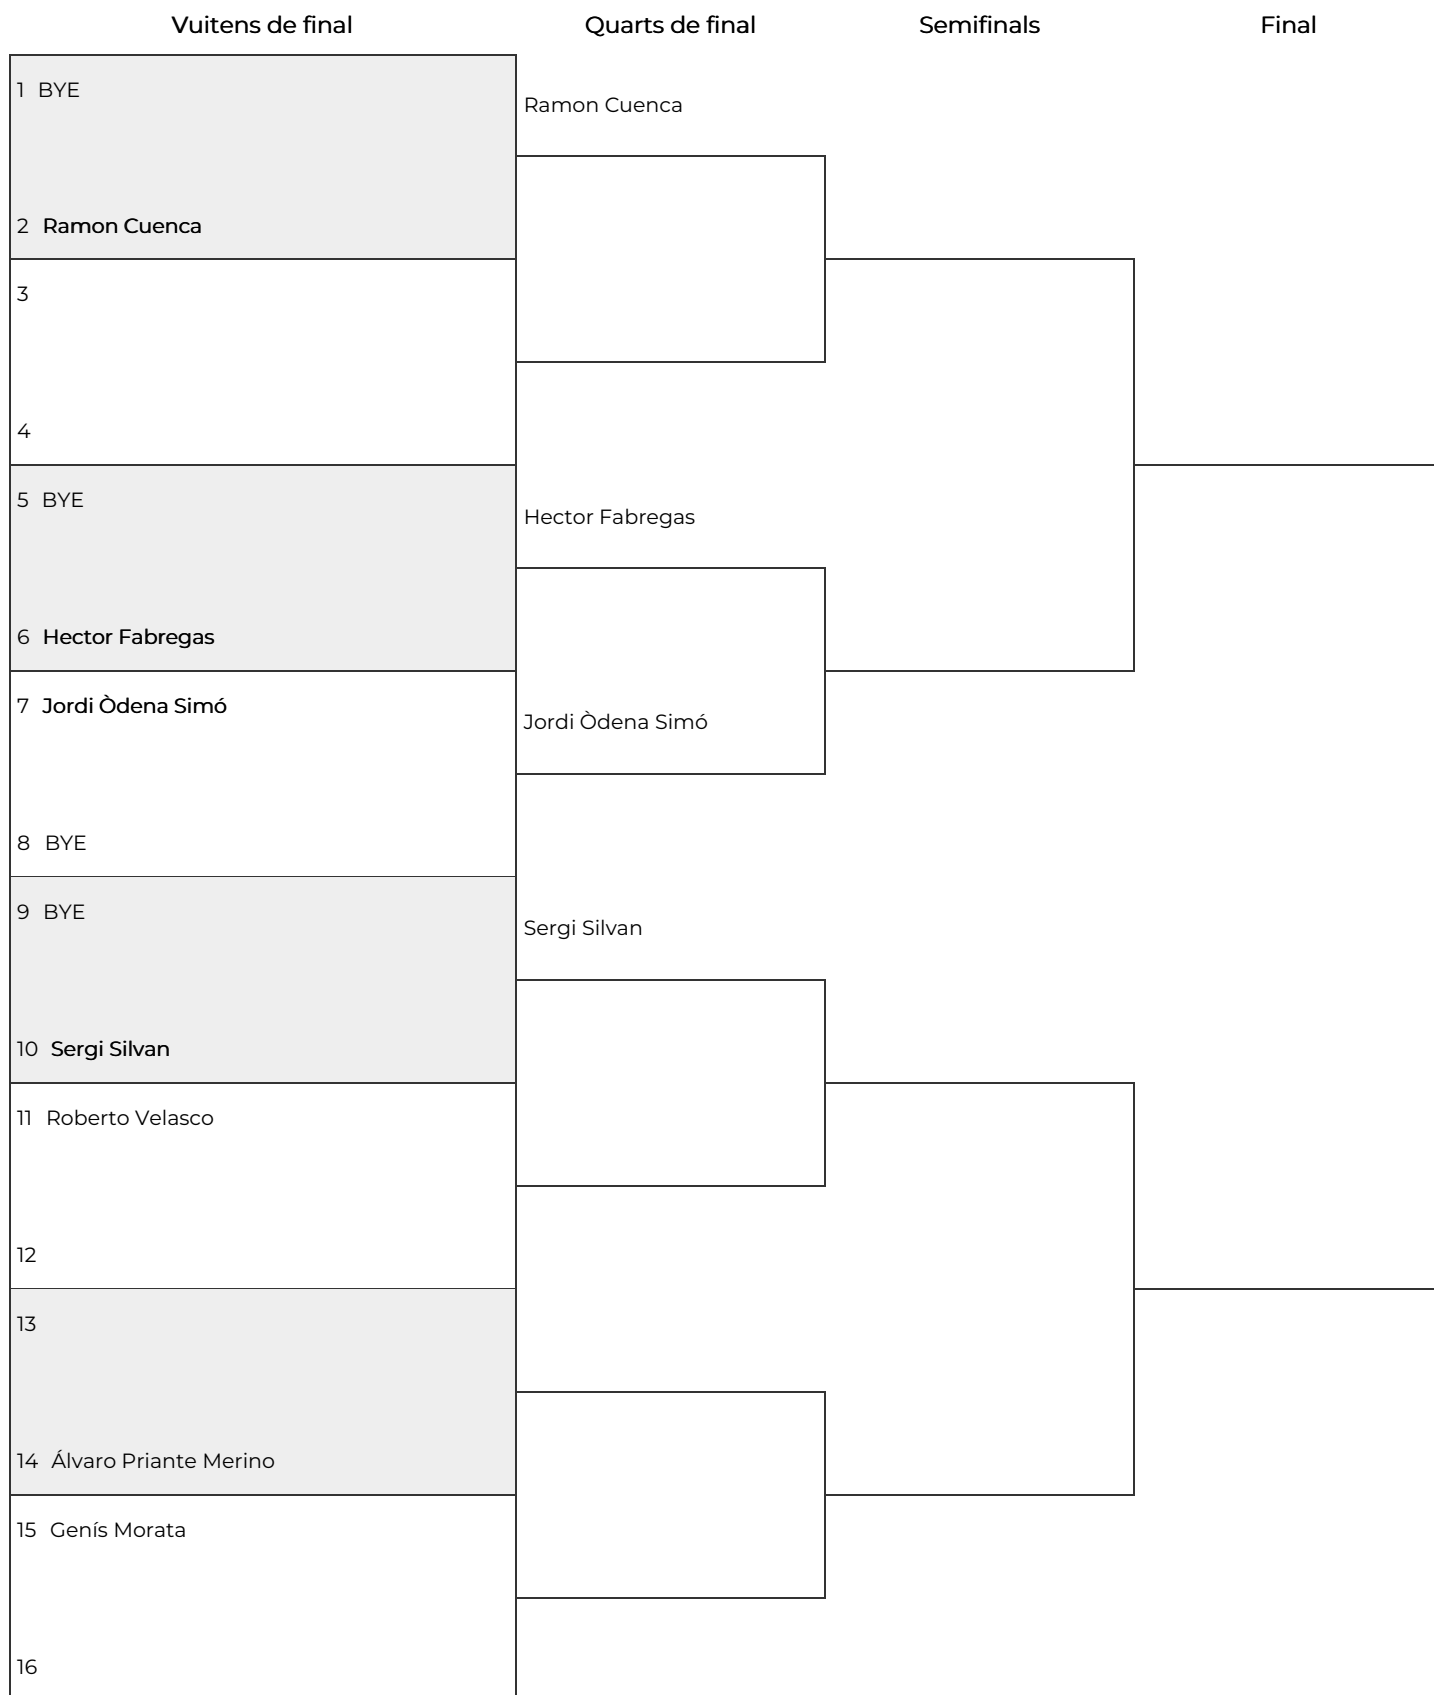 Vuitens de final
Quarts de final
Semifinals
Final
1 BYE
Ramon Cuenca
2 Ramon Cuenca
3
4
5 BYE
Hector Fabregas
6 Hector Fabregas
7 Jordi Òdena Simó
Jordi Òdena Simó
8 BYE
9 BYE
Sergi Silvan
10 Sergi Silvan
11 Roberto Velasco
12
13
14 Álvaro Priante Merino
15 Genís Morata
16